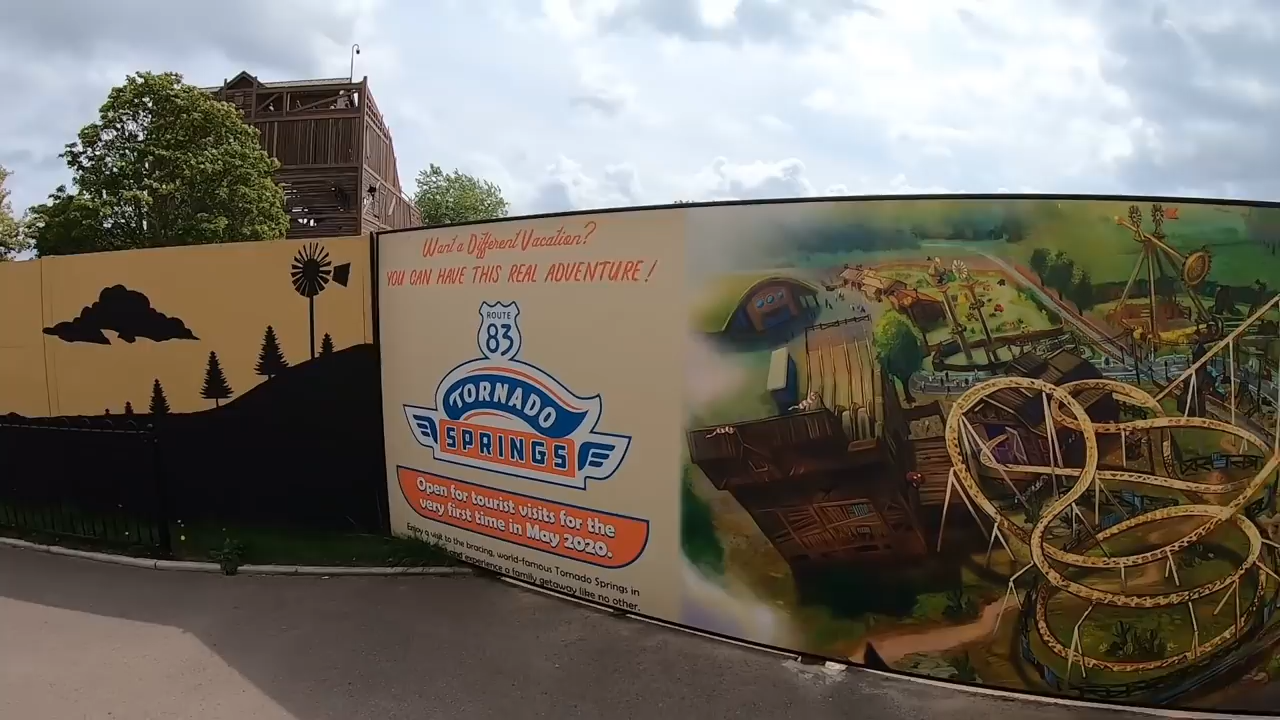 Want a Different Vacation?
YOU CAN HAVE THIS REAL ADVENTURE!
ROUTE
83
TORNADO
SPRINGS
Open for tourist visits for the
very first time in May 2020.
Enjoy a visit to the bracing, world-famous Tornado Springs in
and experience a family getaway like no other.